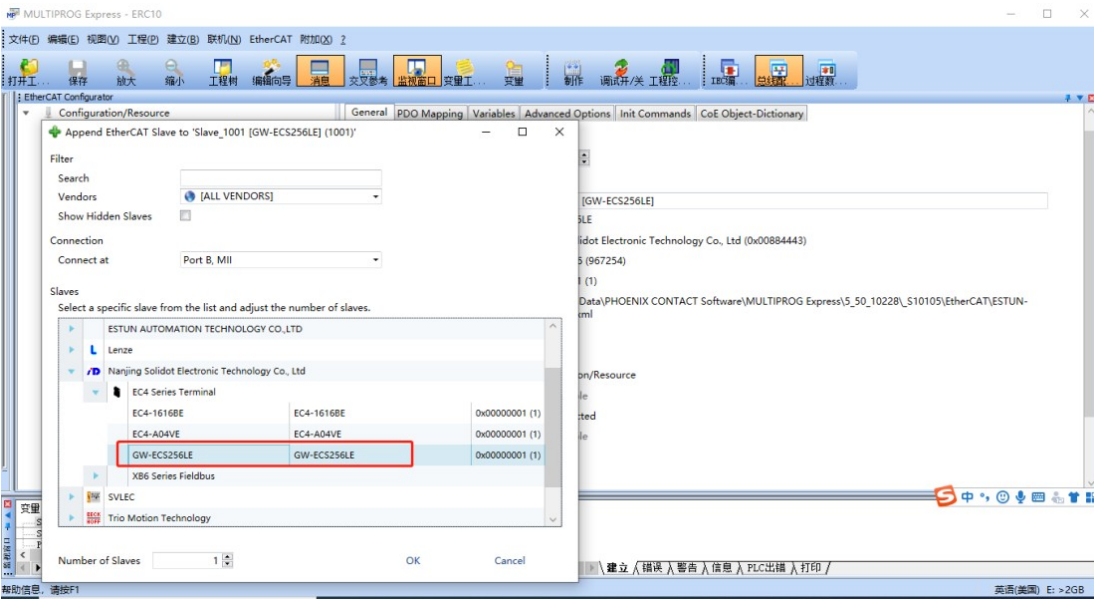 MULTIPROG Express - ERC10
文件(F) 编辑(E) 视图(V) 工程(P) 建立(B) 联机(N) EtherCAT 附加(X) ?
打开工... 保存 放大 缩小 工程树 编辑向导 消息 交叉参考 监视窗口 变量工... 变量 制作 调试开/关 工程控... IEC编... 总线配... 过程数...
EtherCAT Configurator
Configuration/Resource
General PDO Mapping Variables Advanced Options Init Commands CoE Object-Dictionary
Append EtherCAT Slave to 'Slave_1001 [GW-ECS256LE] (1001)'
Filter
Search
Vendors [ALL VENDORS]
[GW-ECS256LE]
Show Hidden Slaves
Connection
idot Electronic Technology Co., Ltd (0x00884443)
Connect at Port B, MII
(967254)
(1)
Slaves
Data\PHOENIX CONTACT Software\MULTIPROG Express\5_50_10228\_S10105\EtherCAT\ESTUN-
Select a specific slave from the list and adjust the number of slaves.
ESTUN AUTOMATION TECHNOLOGY CO.,LTD
L Lenze
Nanjing Solidot Electronic Technology Co., Ltd
on/Resource
EC4 Series Terminal
EC4-1616BE EC4-1616BE 0x00000001 (1)
EC4-A04VE EC4-A04VE 0x00000001 (1)
GW-ECS256LE GW-ECS256LE 0x00000001 (1)
XB6 Series Fieldbus
SVLEC
中
变量
BECKHOFF Trio Motion Technology
Number of Slaves 1 OK Cancel
建立 错误 警告 信息 PLC出错 打印
帮助信息, 请按F1
英语(美国) E: >2GB